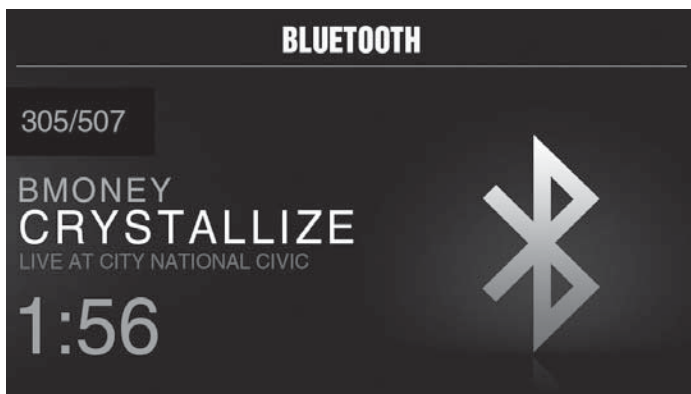 BLUETOOTH
305/507
BMONEY
CRYSTALLIZE
LIVE AT CITY NATIONAL CIVIC
1:56